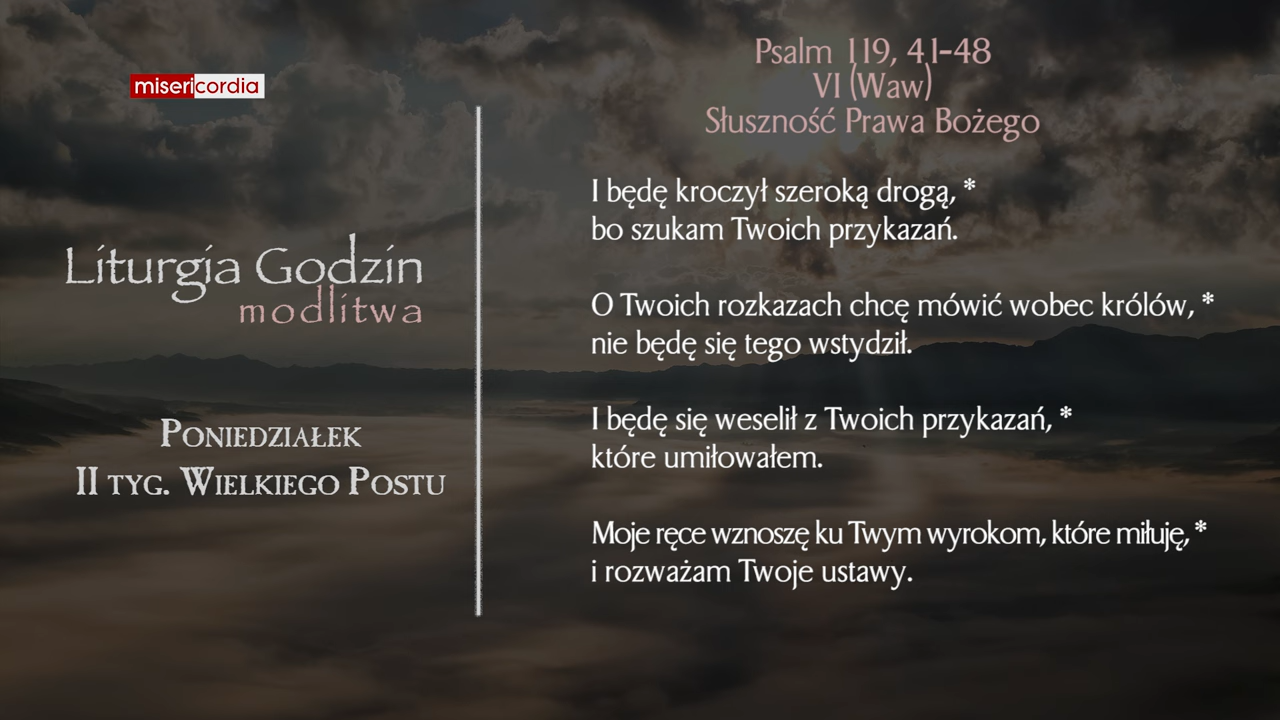 misericordia
Liturgia Godzin
modlitwa
Poniedziałek
II tyg. Wielkiego Postu
Psalm 119, 41-48
VI (Waw)
Słuszność Prawa Bożego
I będę kroczył szeroką drogą, *
bo szukam Twoich przykazań.
O Twoich rozkazach chcę mówić wobec królów, *
nie będę się tego wstydził.
I będę się weselił z Twoich przykazań, *
które umiłowałem.
Moje ręce wznoszę ku Twym wyrokom, które miłuję, *
i rozważam Twoje ustawy.